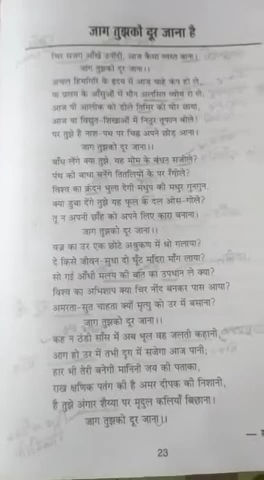 जाग तुझको दूर जाना है
चिर सजग आँखें उनींदी, आज कैसा व्यस्त बाना।
जाग तुझको दूर जाना।।
अचल हिमगिरि के हृदय में आज चाहे कंप हो ले,
या प्रलय के आँसुओं में मौन अलसित व्योम रो ले,
आज पी आलोक को डोले तिमिर की घोर छाया,
आज या विद्युत-शिखाओं में निठुर तूफान बोले।
पर तुझे है नाश-पथ पर चिह्न अपने छोड़ आना।
जाग तुझको दूर जाना।।
बाँध लेंगे क्या तुझे, यह मोम के बंधन सजीले?
पंथ की बाधा बनेंगे तितलियों के पर रँगीले?
विश्व का क्रंदन भुला देगी मधुप की मधुर गुनगुन,
क्या डुबा देंगे तुझे यह फूल के दल ओस-गीले?
तू न अपनी छाँह को अपने लिए कारा बनाना।
जाग तुझको दूर जाना।।
वज्र का उर एक छोटे अश्रुकण में धो गलाया?
दे किसे जीवन-सुधा दो घूँट मदिरा माँग लाया?
सो गई आँधी मलय की बात का उपधान ले क्या?
विश्व का अभिशाप क्या चिर नींद बनकर पास आया?
अमरता-सुत चाहता क्यों मृत्यु को उर में बसाना?
जाग तुझको दूर जाना।।
कह न ठंडी साँस में अब भूल वह जलती कहानी,
आग हो उर में तभी दृग में सजेगा आज पानी;
हार भी तेरी बनेगी मानिनी जय की पताका,
राख क्षणिक पतंग की है अमर दीपक की निशानी,
है तुझे अंगार शैय्या पर मृदुल कलियाँ बिछाना।
जाग तुझको दूर जाना।।
23